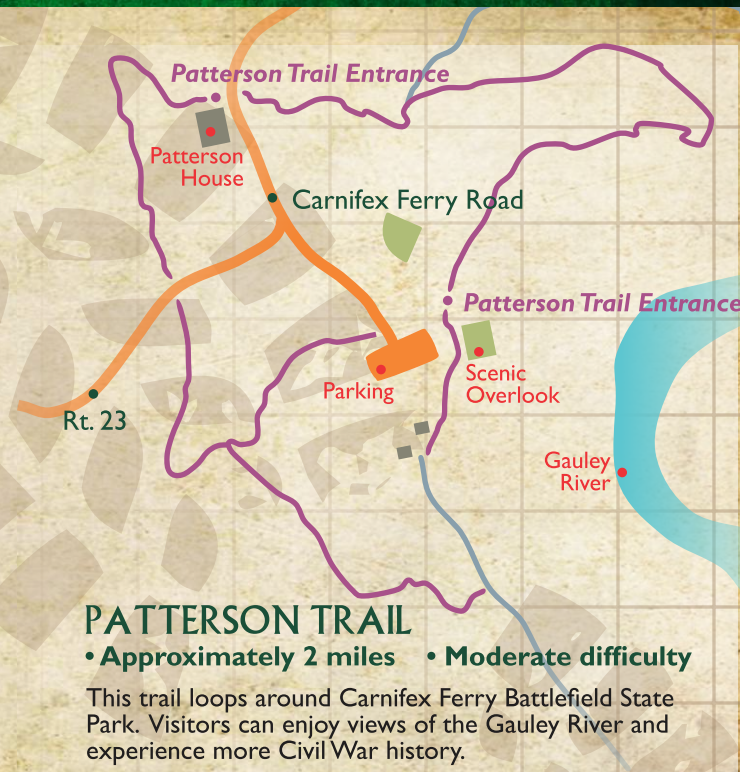 Patterson Trail Entrance
Patterson
House
Carnifex Ferry Road
Patterson Trail Entrance
Scenic
Overlook
Parking
Rt. 23
Gauley
River
PATTERSON TRAIL
• Approximately 2 miles • Moderate difficulty
This trail loops around Carnifex Ferry Battlefield State
Park. Visitors can enjoy views of the Gauley River and
experience more Civil War history.